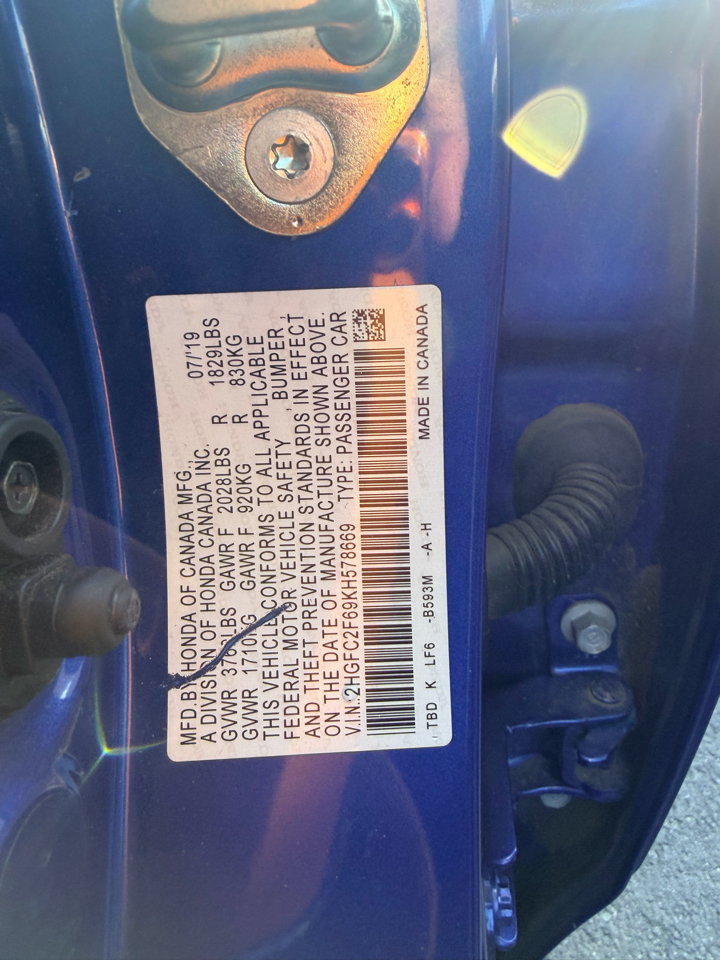 MFD.BY HONDA OF CANADA MFG., 07/'19
A DIVISION OF HONDA CANADA INC.
GVWR LBS GAWR F 2028LBS R 1829LBS
GVWR 1710KG GAWR F 920KG R 830KG
THIS VEHICLE CONFORMS TO ALL APPLICABLE
FEDERAL MOTOR VEHICLE SAFETY , BUMPER ,
AND THEFT PREVENTION STANDARDS IN EFFECT
ON THE DATE OF MANUFACTURE SHOWN ABOVE.
V.I.N.: 2HGFC2F69KH578669 TYPE: PASSENGER CAR
TBD K LF6 -B593M -A -H MADE IN CANADA